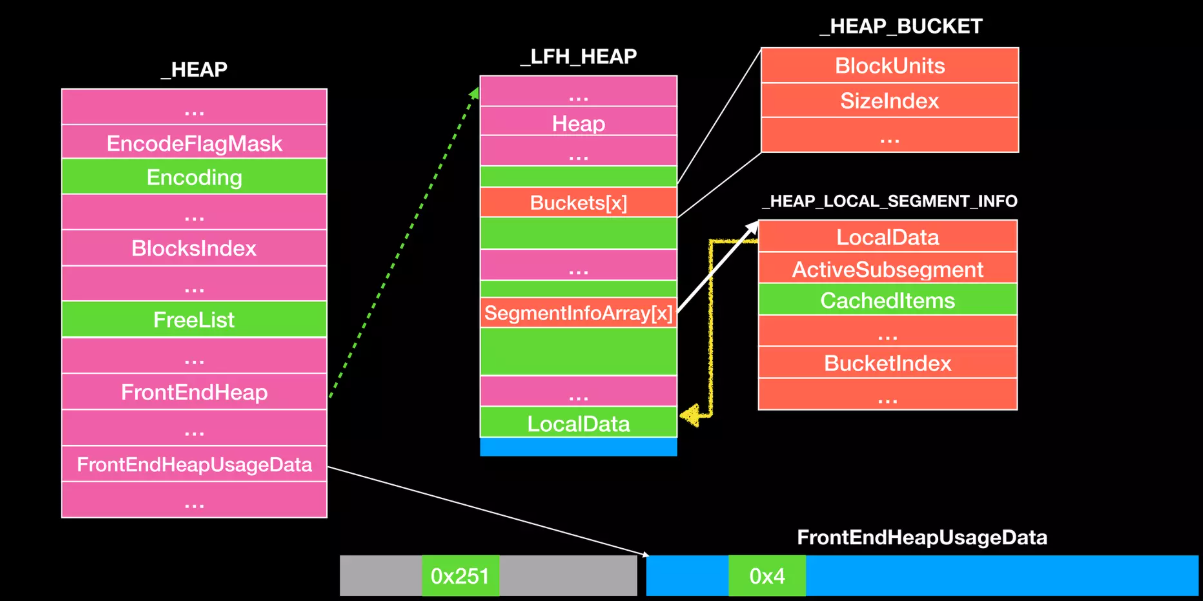 _HEAP
...
EncodeFlagMask
Encoding
...
BlocksIndex
...
FreeList
...
FrontEndHeap
...
FrontEndHeapUsageData
...
_LFH_HEAP
...
Heap
...
Buckets[x]
...
SegmentInfoArray[x]
...
LocalData
_HEAP_BUCKET
BlockUnits
SizeIndex
...
_HEAP_LOCAL_SEGMENT_INFO
LocalData
ActiveSubsegment
CachedItems
...
BucketIndex
...
FrontEndHeapUsageData
0x251
0x4